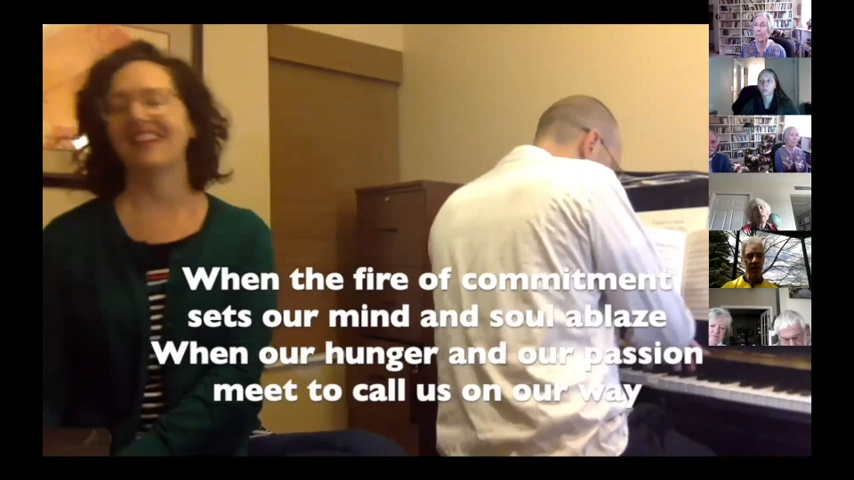 When the fire of commitment
sets our mind and soul ablaze
When our hunger and our passion
meet to call us on our way